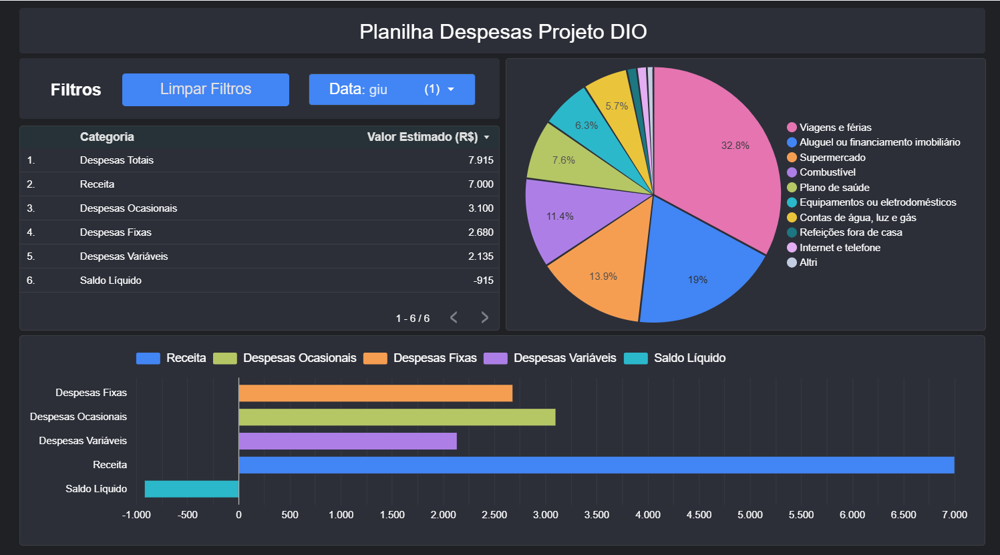 Planilha Despesas Projeto DIO
Filtros
Limpar Filtros
Data: giu (1)
Categoria Valor Estimado (R$)
1. Despesas Totais 7.915
2. Receita 7.000
3. Despesas Ocasionais 3.100
4. Despesas Fixas 2.680
5. Despesas Variáveis 2.135
6. Saldo Líquido -915
1 - 6 / 6
32.8%
19%
13.9%
11.4%
7.6%
6.3%
5.7%
Viagens e férias
Aluguel ou financiamento imobiliário
Supermercado
Combustível
Plano de saúde
Equipamentos ou eletrodomésticos
Contas de água, luz e gás
Refeições fora de casa
Internet e telefone
Altri
Receita Despesas Ocasionais Despesas Fixas Despesas Variáveis Saldo Líquido
Despesas Fixas
Despesas Ocasionais
Despesas Variáveis
Receita
Saldo Líquido
-1.000 -500 0 500 1.000 1.500 2.000 2.500 3.000 3.500 4.000 4.500 5.000 5.500 6.000 6.500 7.000